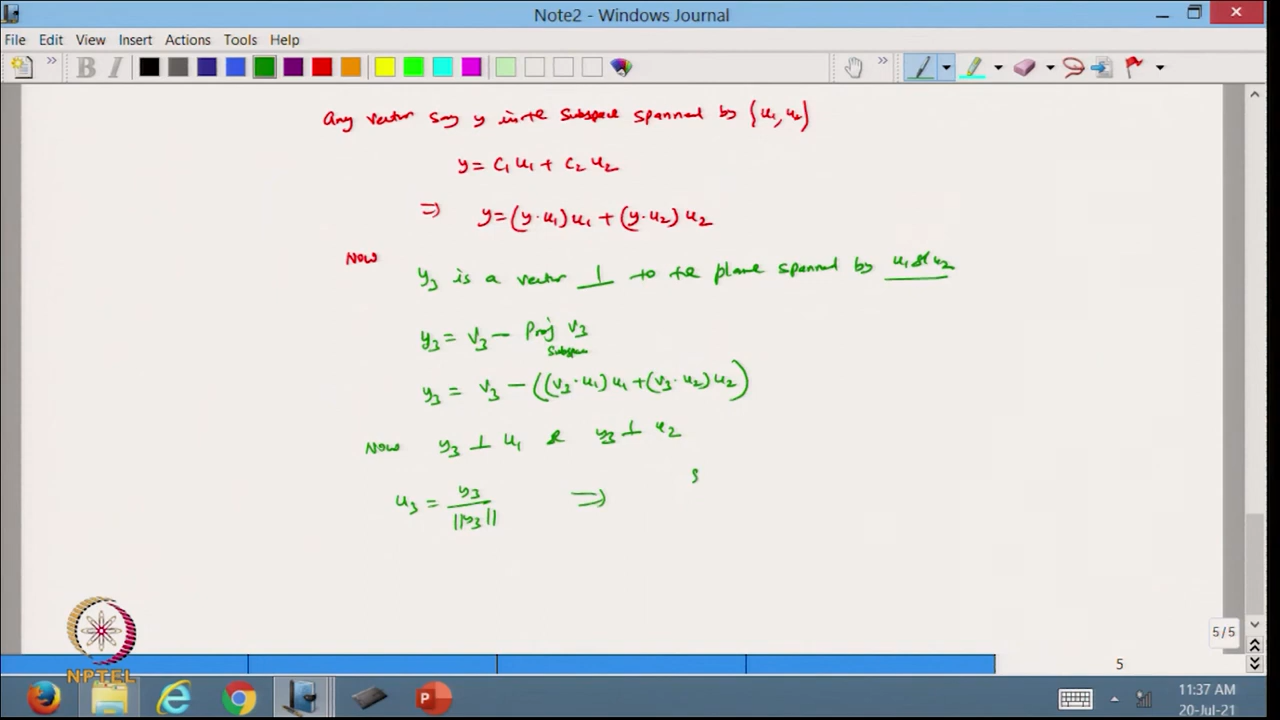 Note2 - Windows Journal
File Edit View Insert Actions Tools Help
Any vector say y in the subspace spanned by {u₁, u₂}
y = c₁ u₁ + c₂ u₂
⇒ y = (y · u₁) u₁ + (y · u₂) u₂
Now
y₃ is a vector ⊥ to the plane spanned by u₁ & u₂
y₃ = v₃ - Proj v₃
Subspace
y₃ = v₃ - ((v₃ · u₁) u₁ + (v₃ · u₂) u₂)
Now y₃ ⊥ u₁ & y₃ ⊥ u₂
u₃ = y₃ / ||y₃|| ⇒
5 / 5
NPTEL
5
11:37 AM
20-Jul-21